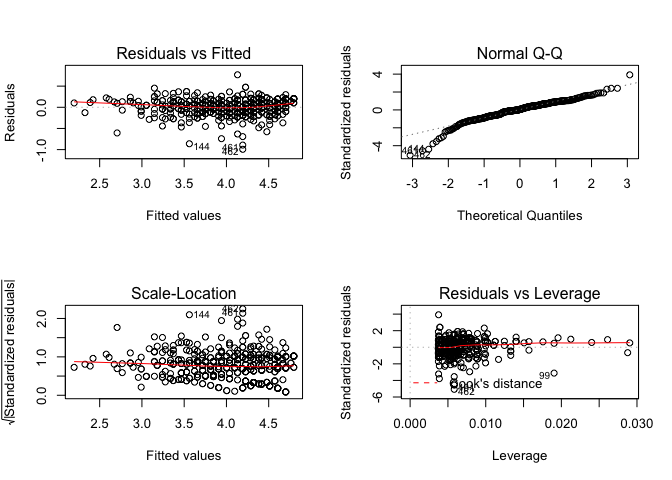 Residuals vs Fitted
Residuals
0.0
-1.0
144
461
462
2.5 3.0 3.5 4.0 4.5
Fitted values
Normal Q-Q
Standardized residuals
4
0
-4
462
-3 -2 -1 0 1 2 3
Theoretical Quantiles
Scale-Location
√|Standardized residuals|
2.0
1.0
0.0
144
2.5 3.0 3.5 4.0 4.5
Fitted values
Residuals vs Leverage
Standardized residuals
2
-2
-6
99
Cook's distance
462
0.000 0.010 0.020 0.030
Leverage